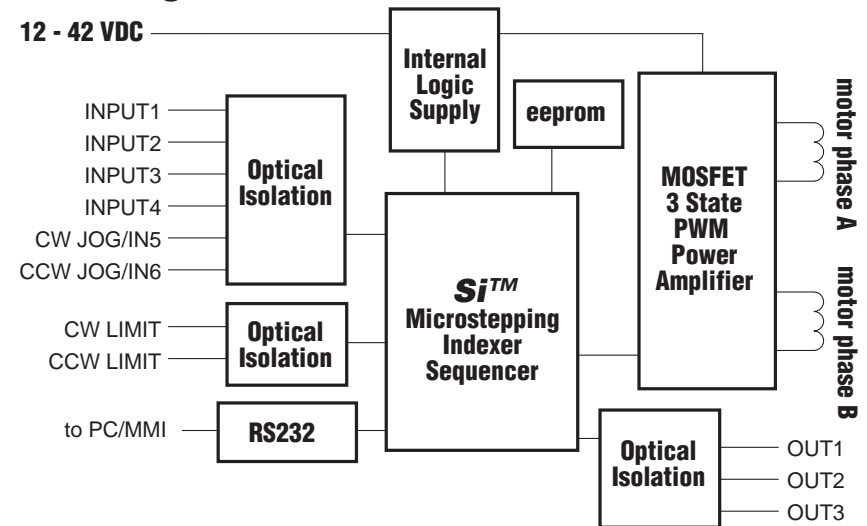 12 - 42 VDC
Internal
Logic
Supply
eeprom
INPUT1
INPUT2
INPUT3
INPUT4
CW JOG/IN5
CCW JOG/IN6
Optical
Isolation
MOSFET
3 State
PWM
Power
Amplifier
motor phase A
motor phase B
Si™
Microstepping
Indexer
Sequencer
CW LIMIT
CCW LIMIT
Optical
Isolation
to PC/MMI
RS232
Optical
Isolation
OUT1
OUT2
OUT3